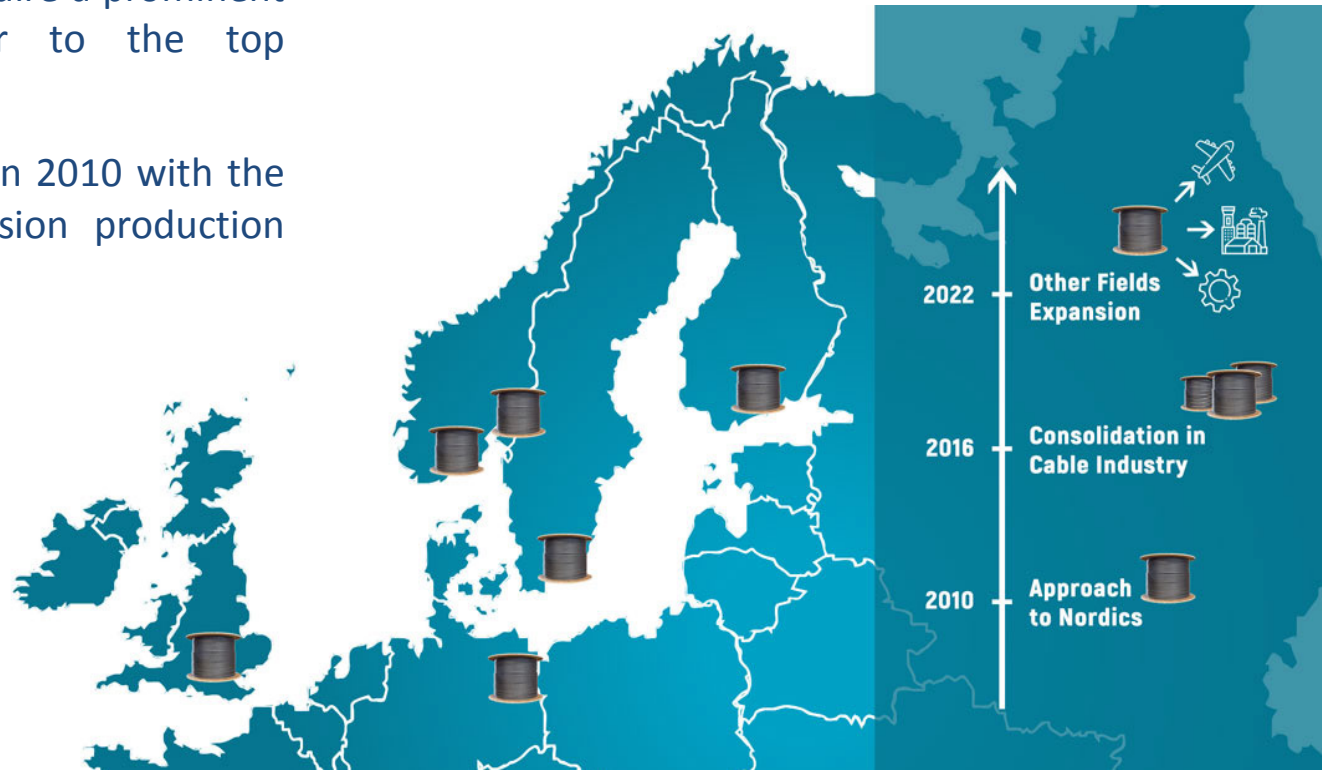 a prominent
to the top
n 2010 with the
production
2022
Other Fields
Expansion
2016
Consolidation in
Cable Industry
2010
Approach
to Nordics